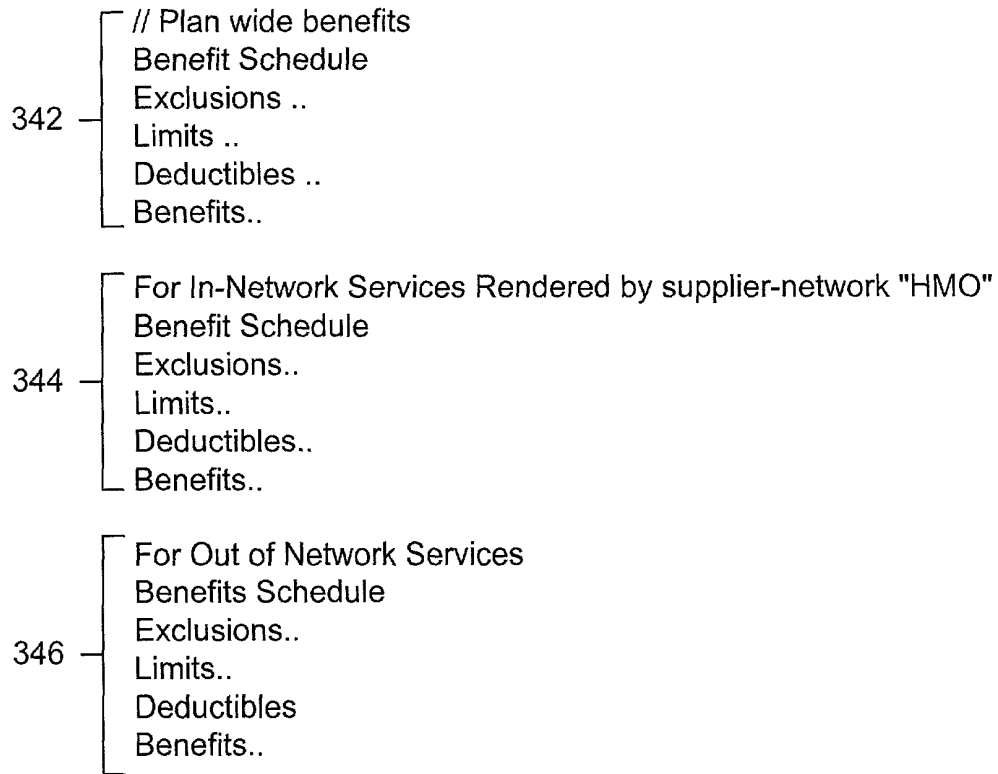 // Plan wide benefits
Benefit Schedule
Exclusions ..
342
Limits ..
Deductibles ..
Benefits..
For In-Network Services Rendered by supplier-network "HMO"
Benefit Schedule
Exclusions..
344
Limits..
Deductibles..
Benefits..
For Out of Network Services
Benefits Schedule
Exclusions..
346
Limits..
Deductibles
Benefits..